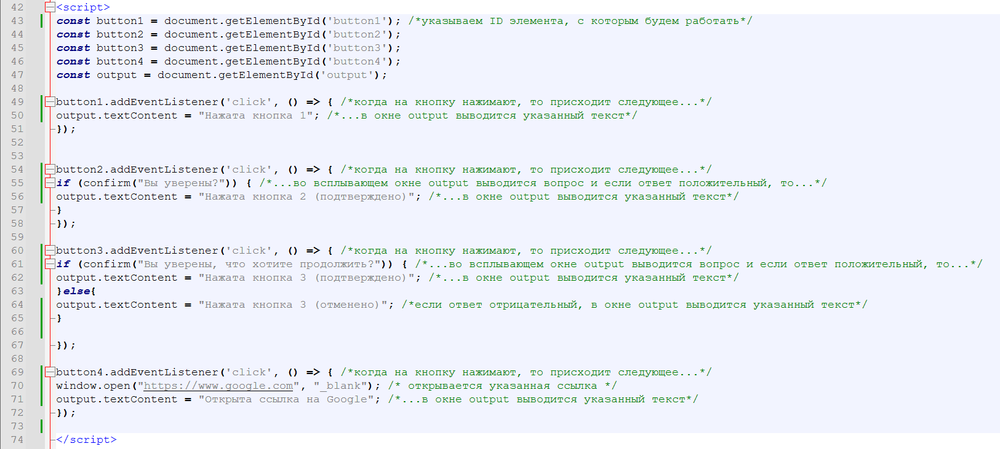 42 <script>
43 const button1 = document.getElementById('button1'); /*указываем ID элемента, с которым будем работать*/
44 const button2 = document.getElementById('button2');
45 const button3 = document.getElementById('button3');
46 const button4 = document.getElementById('button4');
47 const output = document.getElementById('output');
48
49 button1.addEventListener('click', () => { /*когда на кнопку нажимают, то присходит следующее...*/
50 output.textContent = "Нажата кнопка 1"; /*...в окне output выводится указанный текст*/
51 });
52
53
54 button2.addEventListener('click', () => { /*когда на кнопку нажимают, то присходит следующее...*/
55 if (confirm("Вы уверены?")) { /*...во всплывающем окне output выводится вопрос и если ответ положительный, то...*/
56 output.textContent = "Нажата кнопка 2 (подтверждено)"; /*...в окне output выводится указанный текст*/
57 }
58 });
59
60 button3.addEventListener('click', () => { /*когда на кнопку нажимают, то присходит следующее...*/
61 if (confirm("Вы уверены, что хотите продолжить?")) { /*...во всплывающем окне output выводится вопрос и если ответ положительный, то...*/
62 output.textContent = "Нажата кнопка 3 (подтверждено)"; /*...в окне output выводится указанный текст*/
63 }else{
64 output.textContent = "Нажата кнопка 3 (отменено)"; /*если ответ отрицательный, в окне output выводится указанный текст*/
65 }
66
67 });
68
69 button4.addEventListener('click', () => { /*когда на кнопку нажимают, то присходит следующее...*/
70 window.open("https://www.google.com", "_blank"); /* открывается указанная ссылка */
71 output.textContent = "Открыта ссылка на Google"; /*...в окне output выводится указанный текст*/
72 });
73
74 </script>